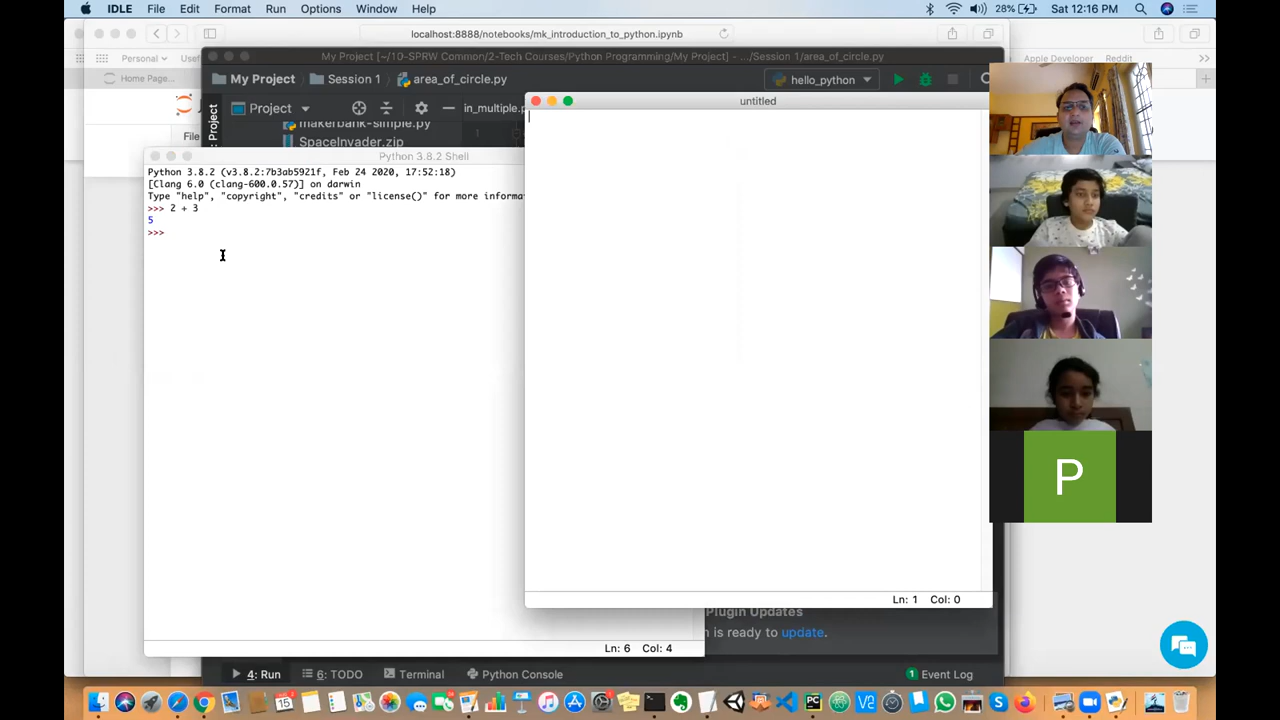 IDLE File Edit Format Run Options Window Help 28% Sat 12:16 PM
localhost:8888/notebooks/mk_introduction_to_python.ipynb
Personal Usef Apple Developer Reddit
Home Page...
File
My Project [~/10-SPRW Common/2-Tech Courses/Python Programming/My Project] - .../Session 1/area_of_circle.py
My Project Session 1 area_of_circle.py hello_python
Project Project in_multiple.p
makerbank-simple.py
SpaceInvader.zip
1
untitled
Python 3.8.2 Shell
Python 3.8.2 (v3.8.2:7b3ab5921f, Feb 24 2020, 17:52:18)
[Clang 6.0 (clang-600.0.57)] on darwin
Type "help", "copyright", "credits" or "license()" for more informa
>>> 2 + 3
5
>>>
P
Ln: 1 Col: 0
Plugin Updates
is ready to update.
Ln: 6 Col: 4
4: Run 6: TODO Terminal Python Console 1 Event Log
15